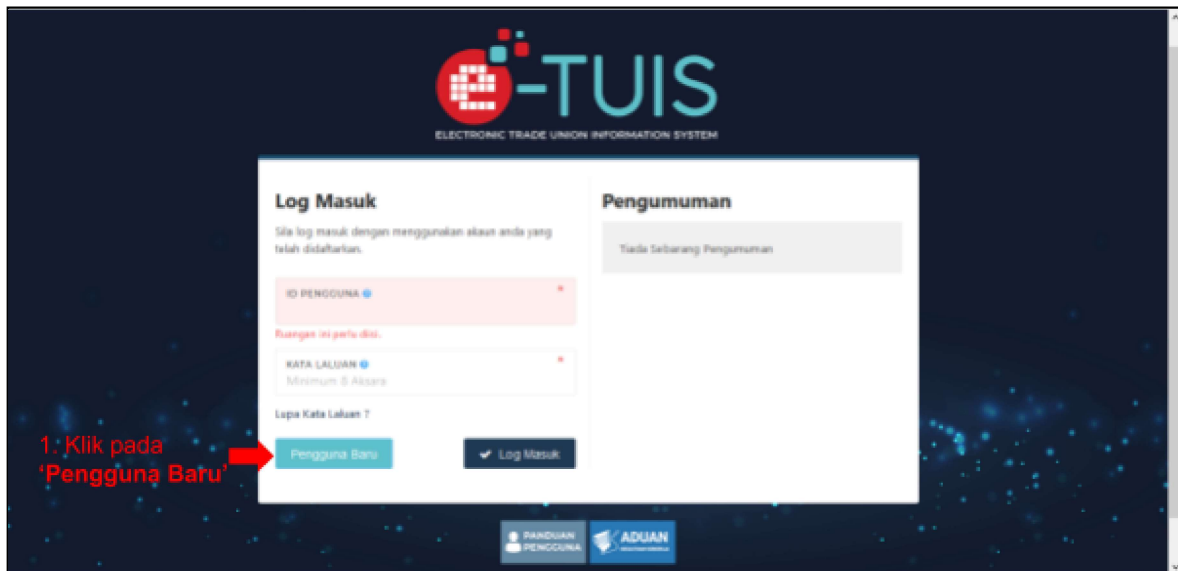 e-TUIS
ELECTRONIC TRADE UNION INFORMATION SYSTEM
Log Masuk
Sila log masuk dengan menggunakan akaun anda yang
telah didaftarkan.
ID PENGGUNA
*
Ruangan ini perlu diisi.
KATA LALUAN
*
Minimum 8 Aksara
Lupa Kata Laluan ?
Pengguna Baru
Log Masuk
Pengumuman
Tiada Sebarang Pengumuman
1. Klik pada
'Pengguna Baru'
PANDUAN
PENGGUNA
ADUAN